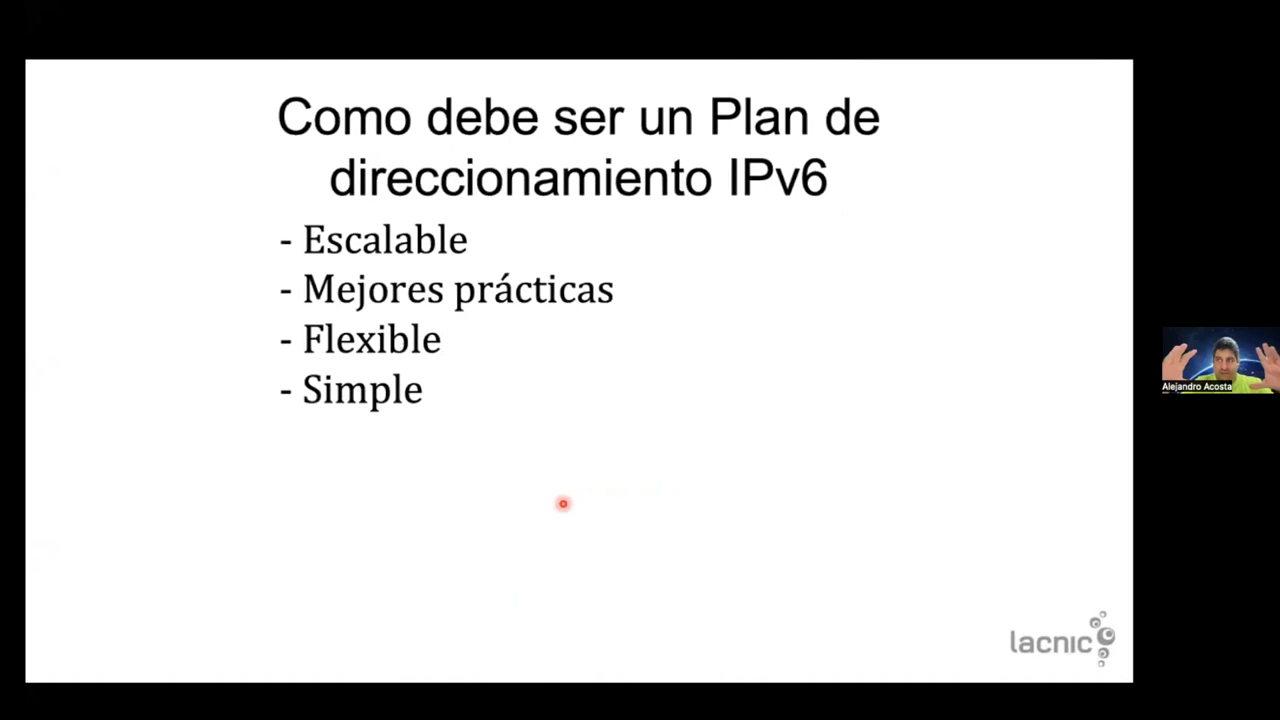 Como debe ser un Plan de
direccionamiento IPv6
- Escalable
- Mejores prácticas
- Flexible
- Simple
Alejandro Acosta
lacnic